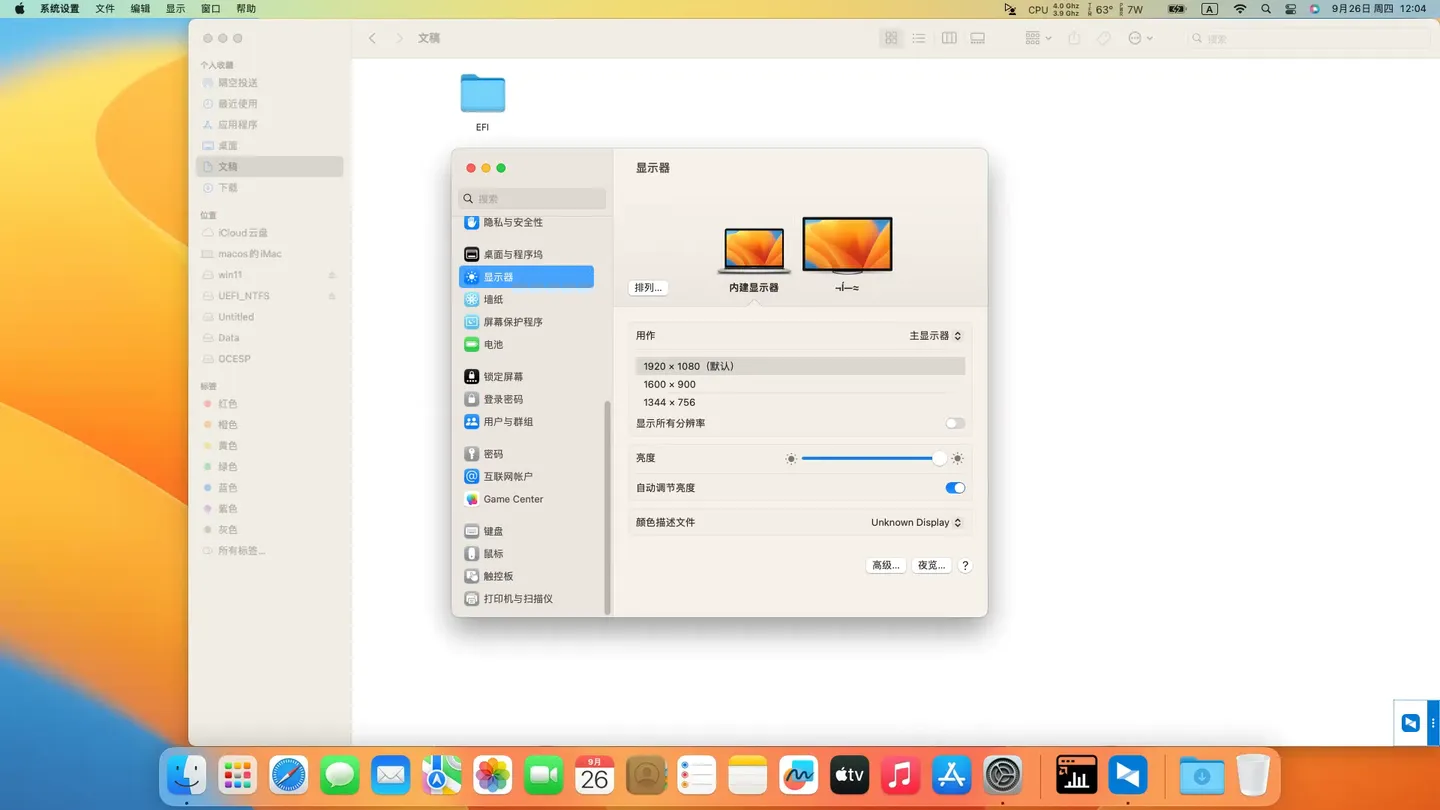 系统设置 文件 编辑 显示 窗口 帮助
CPU 4.0 Ghz 3.9 Ghz 63° 7W A 9月26日 周四 12:04
文稿
搜索
个人收藏
隔空投送
最近使用
应用程序
桌面
文稿
下载
位置
iCloud云盘
macos的iMac
win11
UEFI_NTFS
Untitled
Data
OCESP
标签
红色
橙色
黄色
绿色
蓝色
紫色
灰色
所有标签...
EFI
搜索
隐私与安全性
桌面与程序坞
显示器
墙纸
屏幕保护程序
电池
锁定屏幕
登录密码
用户与群组
密码
互联网帐户
Game Center
键盘
鼠标
触控板
打印机与扫描仪
显示器
排列...
内建显示器
¬Í—≈
用作 主显示器
1920 × 1080（默认）
1600 × 900
1344 × 756
显示所有分辨率
亮度
自动调节亮度
颜色描述文件 Unknown Display
高级... 夜览... ?
9月
26
tv